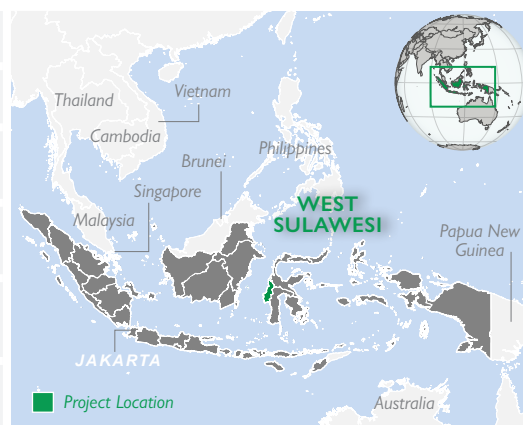 Thailand
Vietnam
Cambodia
Brunei
Philippines
Singapore
Malaysia
WEST
SULAWESI
Papua New
Guinea
JAKARTA
Project Location
Australia